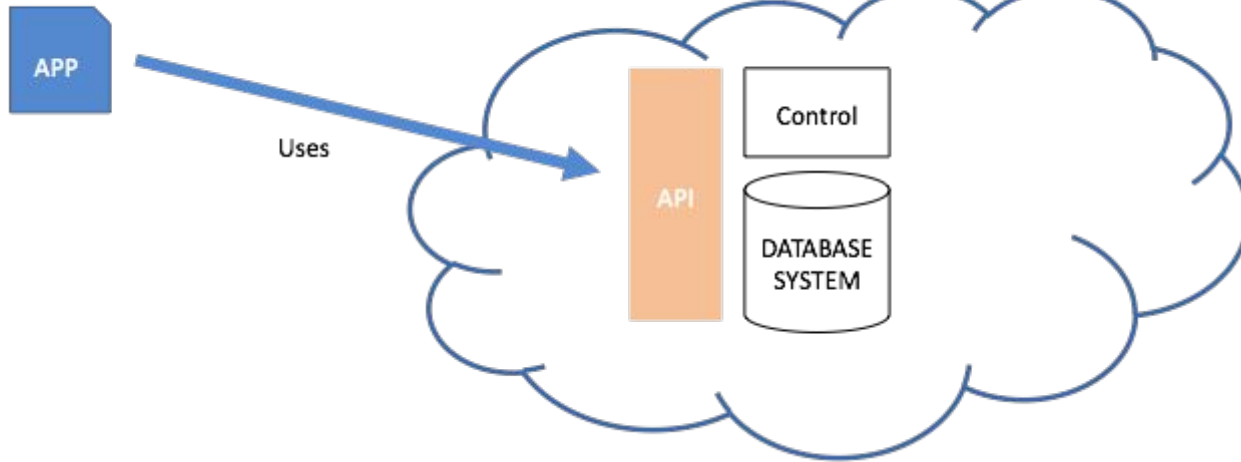 APP
Uses
API
Control
DATABASE
SYSTEM